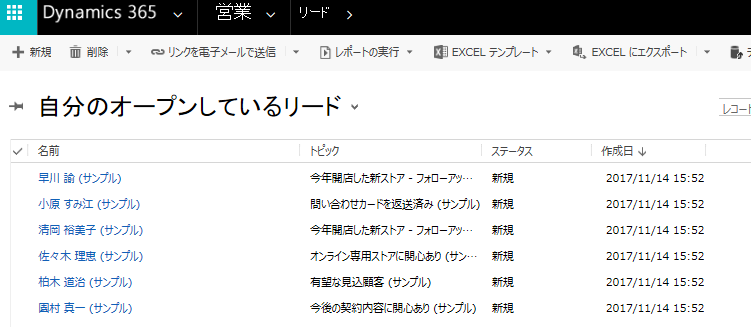 Dynamics 365 営業 リード
新規 削除 リンクを電子メールで送信 レポートの実行 EXCEL テンプレート EXCEL にエクスポート
自分のオープンしているリード
レコード
名前 トピック ステータス 作成日
早川 諭 (サンプル) 今年開店した新ストア - フォローアッ… 新規 2017/11/14 15:52
小原 すみ江 (サンプル) 問い合わせカードを返送済み (サンプル) 新規 2017/11/14 15:52
清岡 裕美子 (サンプル) 今年開店した新ストア - フォローアッ… 新規 2017/11/14 15:52
佐々木 理恵 (サンプル) オンライン専用ストアに関心あり (サン… 新規 2017/11/14 15:52
柏木 道治 (サンプル) 有望な見込顧客 (サンプル) 新規 2017/11/14 15:52
園村 真一 (サンプル) 今後の契約内容に関心あり (サンプル) 新規 2017/11/14 15:52